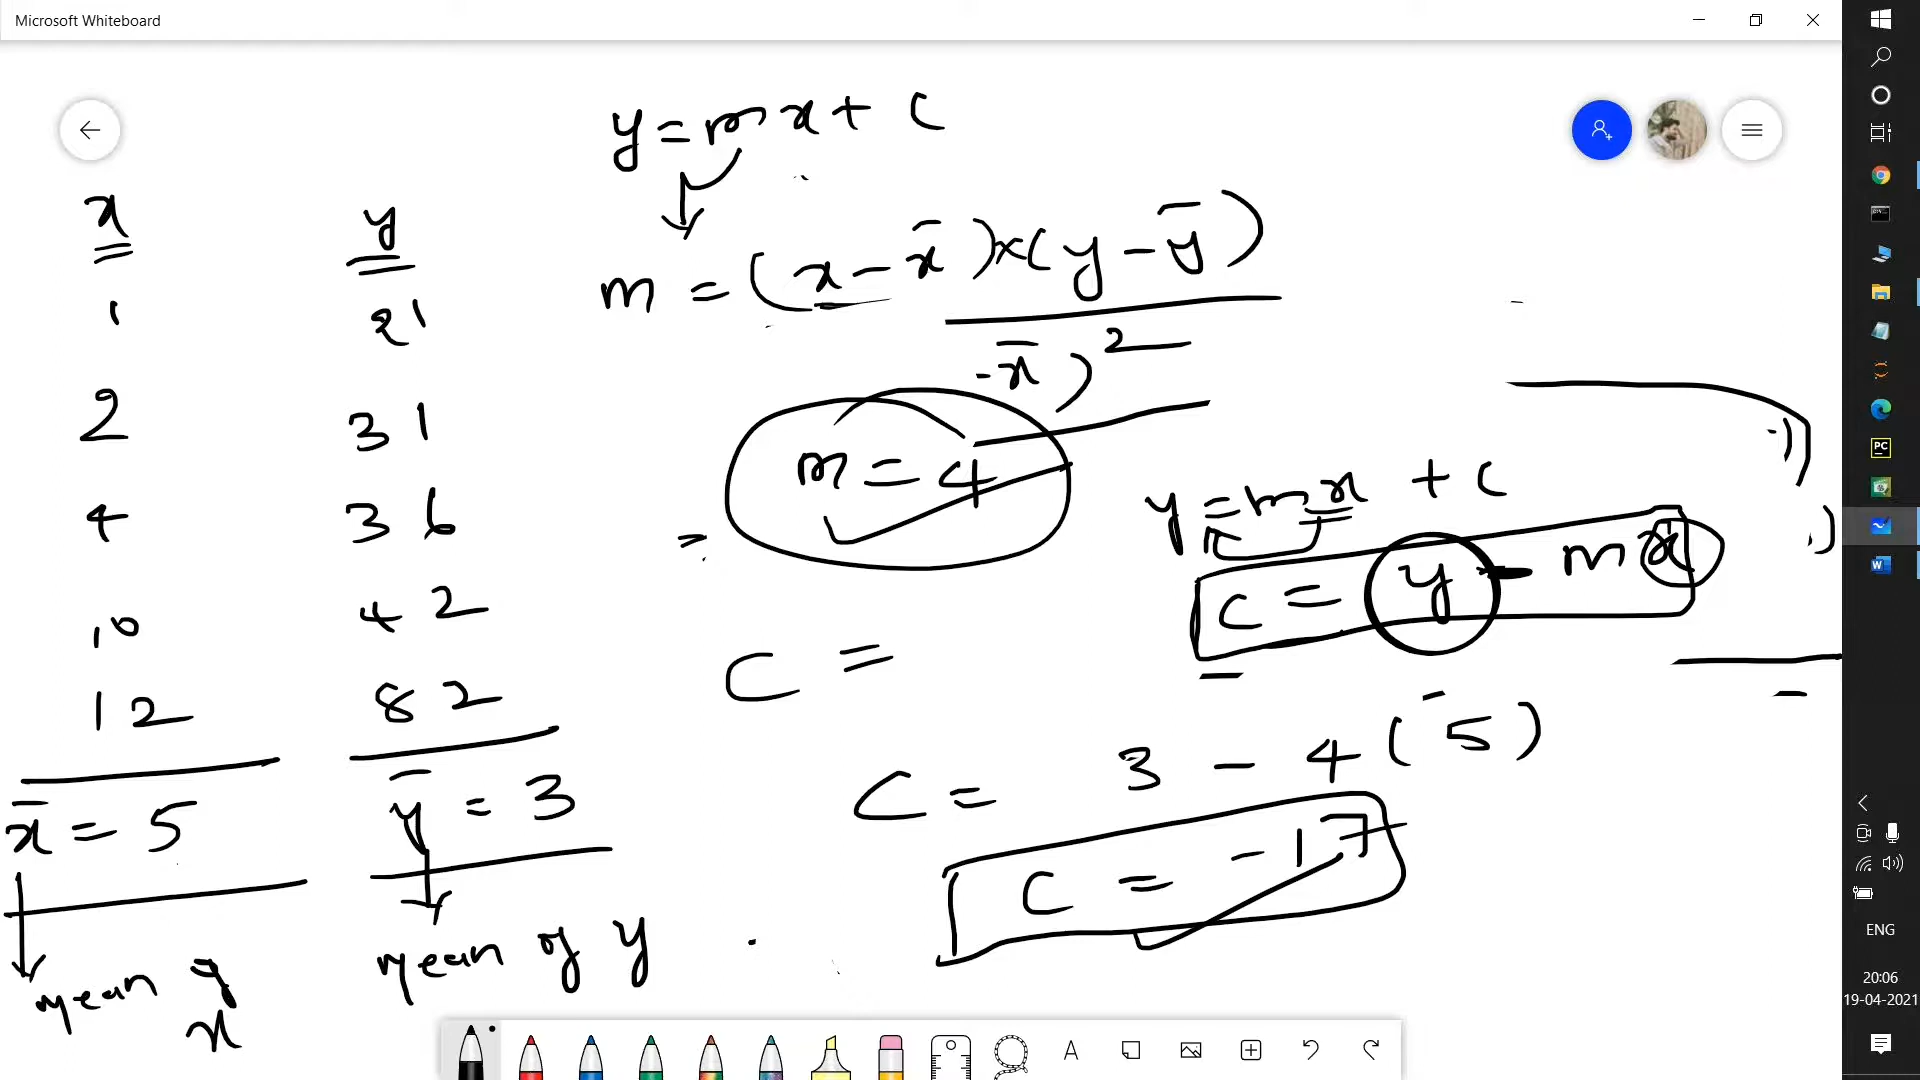 Microsoft Whiteboard
y = mx + c
x y
1 21
2 31
4 36
10 42
12 82
x̄ = 5 ȳ = 3
mean of x
mean of y
m = (x - x̄) x (y - ȳ)
- x̄)²
=
m = 4
y = mx + c
c = y - mx
c =
c = 3 - 4 (5)
c = -17
ENG
20:06
19-04-2021